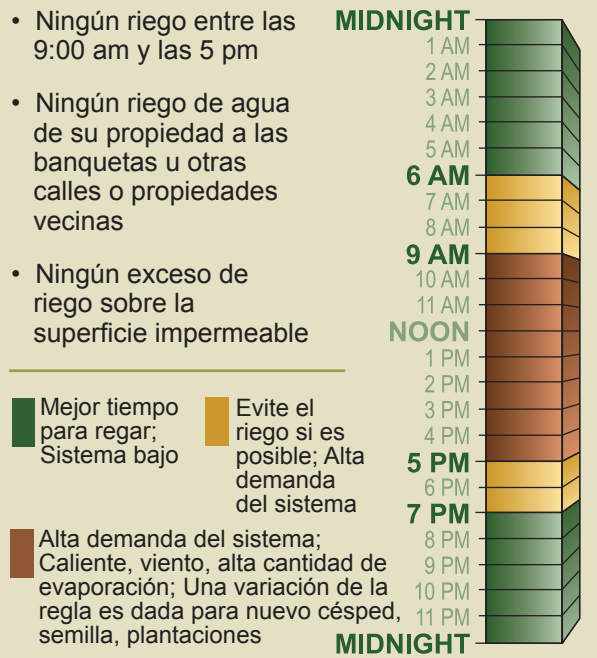 • Ningún riego entre las
9:00 am y las 5 pm
• Ningún riego de agua
de su propiedad a las
banquetas u otras
calles o propiedades
vecinas
• Ningún exceso de
riego sobre la
superficie impermeable
Mejor tiempo
para regar;
Sistema bajo
Evite el
riego si es
posible; Alta
demanda
del sistema
Alta demanda del sistema;
Caliente, viento, alta cantidad de
evaporación; Una variación de la
regla es dada para nuevo césped,
semilla, plantaciones
MIDNIGHT
1 AM
2 AM
3 AM
4 AM
5 AM
6 AM
7 AM
8 AM
9 AM
10 AM
11 AM
NOON
1 PM
2 PM
3 PM
4 PM
5 PM
6 PM
7 PM
8 PM
9 PM
10 PM
11 PM
MIDNIGHT